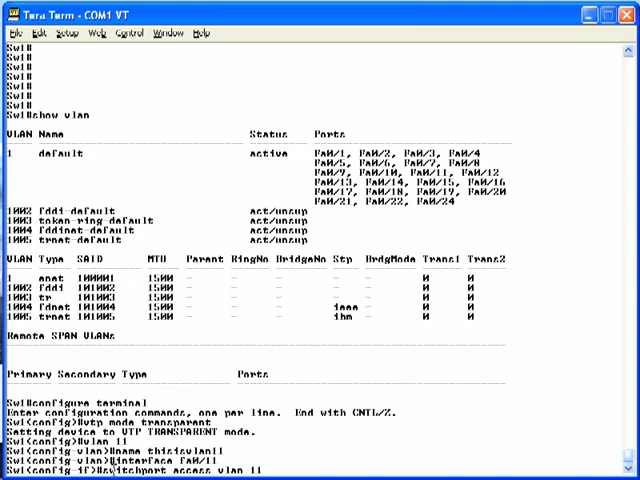 Tera Term - COM1 VT
File Edit Setup Web Control Window Help
Sw1#
Sw1#
Sw1#
Sw1#
Sw1#
Sw1#
Sw1#
Sw1#show vlan
VLAN Name Status Ports
1 default active Fa0/1, Fa0/2, Fa0/3, Fa0/4
Fa0/5, Fa0/6, Fa0/7, Fa0/8
Fa0/9, Fa0/10, Fa0/11, Fa0/12
Fa0/13, Fa0/14, Fa0/15, Fa0/16
Fa0/17, Fa0/18, Fa0/19, Fa0/20
Fa0/21, Fa0/22, Fa0/24
1002 fddi-default act/unsup
1003 token-ring-default act/unsup
1004 fddinet-default act/unsup
1005 trnet-default act/unsup
VLAN Type SAID MTU Parent RingNo BridgeNo Stp BrdgMode Trans1 Trans2
1 enet 100001 1500 - - - - - 0 0
1002 fddi 101002 1500 - - - - - 0 0
1003 tr 101003 1500 - - - - - 0 0
1004 fdnet 101004 1500 - - - ieee - 0 0
1005 trnet 101005 1500 - - - ibm - 0 0
Remote SPAN VLANs
Primary Secondary Type Ports
Sw1#configure terminal
Enter configuration commands, one per line. End with CNTL/Z.
Sw1(config)#vtp mode transparent
Setting device to VTP TRANSPARENT mode.
Sw1(config)#vlan 11
Sw1(config-vlan)#name thisisvlan11
Sw1(config-vlan)#interface fa0/11
Sw1(config-if)#switchport access vlan 11